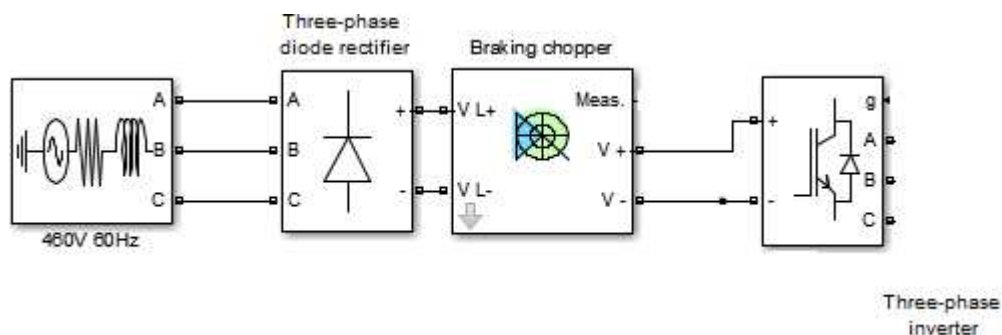 Three-phase
diode rectifier
Braking chopper
A
B
C
460V 60Hz
A
B
C
+
-
V L+
V L-
Meas.
V +
V -
+
-
g
A
B
C
Three-phase
inverter